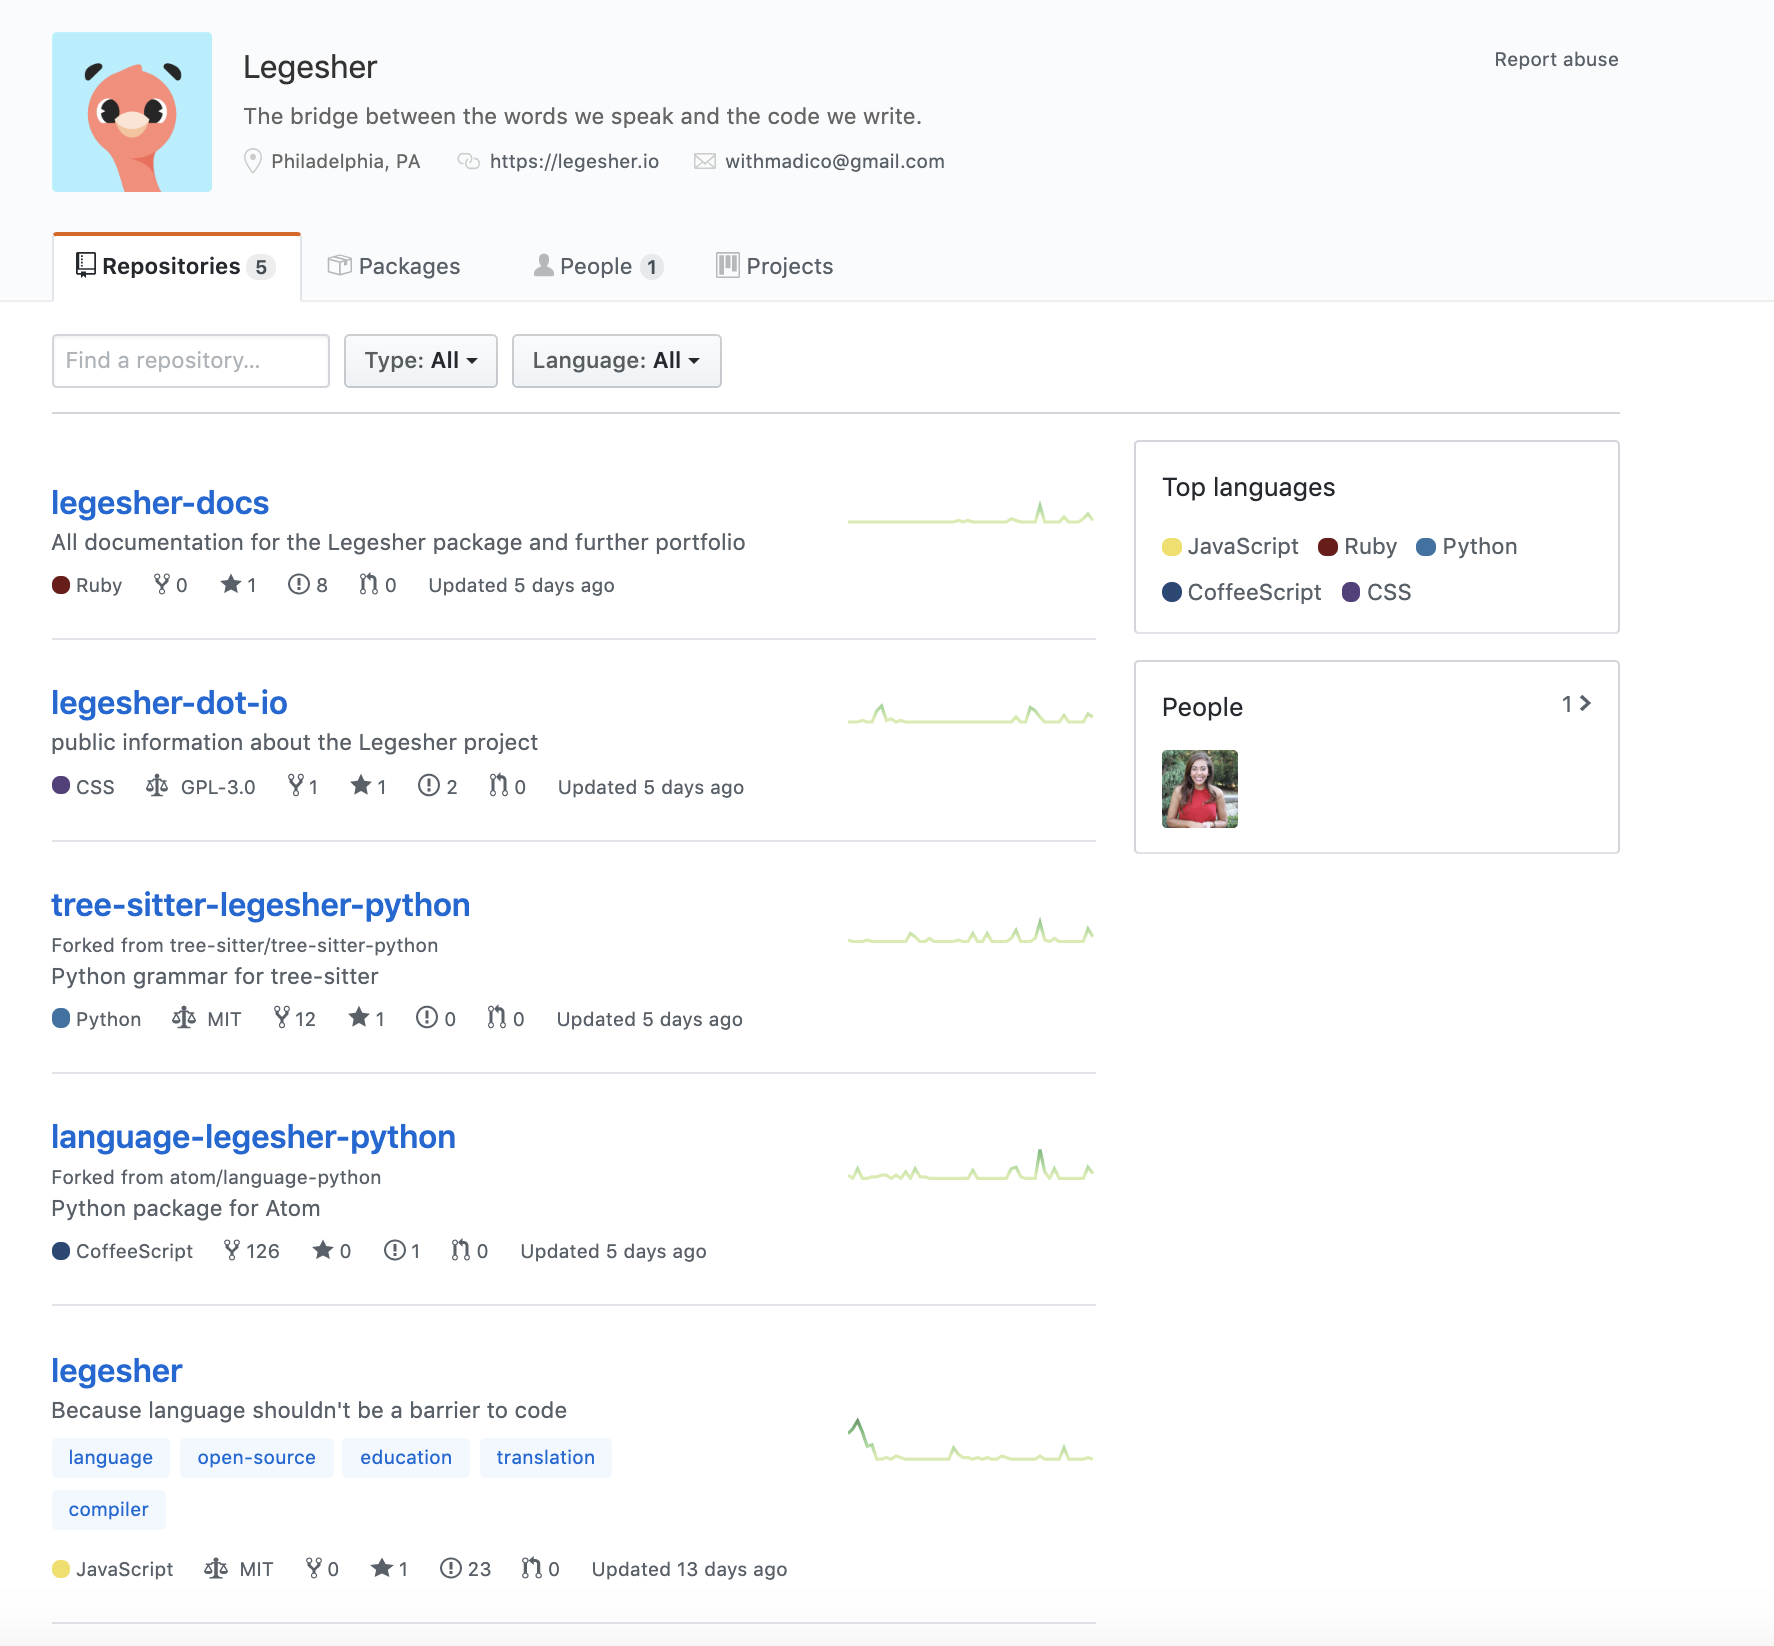 Legesher
Report abuse
The bridge between the words we speak and the code we write.
Philadelphia, PA https://legesher.io withmadico@gmail.com
Repositories 5 Packages People 1 Projects
Find a repository... Type: All Language: All
legesher-docs
All documentation for the Legesher package and further portfolio
Ruby 0 1 8 0 Updated 5 days ago
legesher-dot-io
public information about the Legesher project
CSS GPL-3.0 1 1 2 0 Updated 5 days ago
tree-sitter-legesher-python
Forked from tree-sitter/tree-sitter-python
Python grammar for tree-sitter
Python MIT 12 1 0 0 Updated 5 days ago
language-legesher-python
Forked from atom/language-python
Python package for Atom
CoffeeScript 126 0 1 0 Updated 5 days ago
legesher
Because language shouldn't be a barrier to code
language open-source education translation
compiler
JavaScript MIT 0 1 23 0 Updated 13 days ago
Top languages
JavaScript Ruby Python
CoffeeScript CSS
People 1